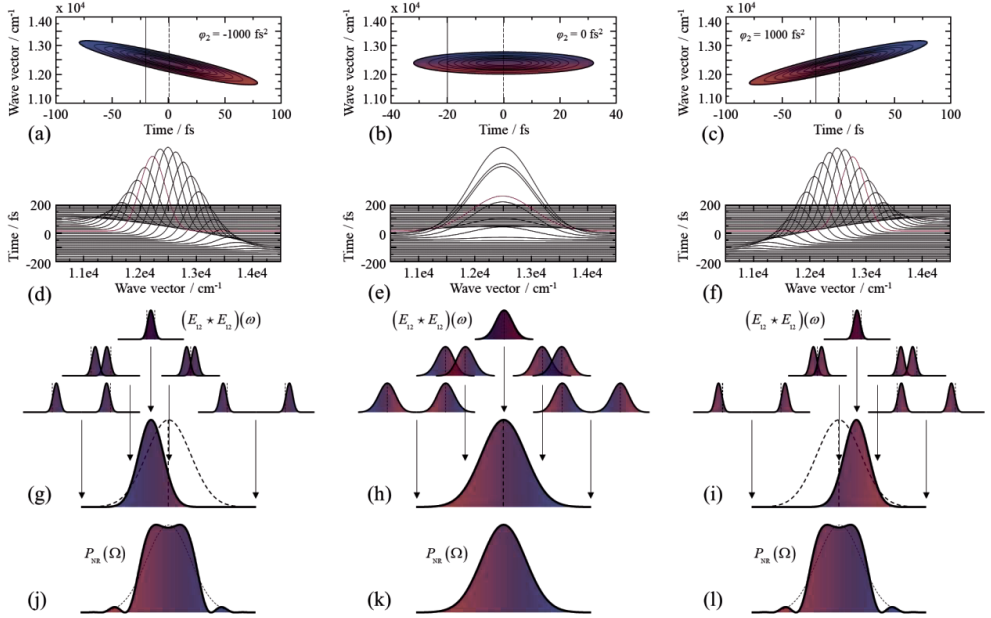 x 10⁴ x 10⁴ x 10⁴
Wave vector / cm⁻¹ Wave vector / cm⁻¹ Wave vector / cm⁻¹
1.40 1.40 1.40
φ₂ = -1000 fs² φ₂ = 0 fs² φ₂ = 1000 fs²
1.30 1.30 1.30
1.20 1.20 1.20
1.10 1.10 1.10
-100 -50 0 50 100 -40 -20 0 20 40 -100 -50 0 50 100
(a) Time / fs (b) Time / fs (c) Time / fs
Time / fs Time / fs Time / fs
200 200 200
0 0 0
-200 -200 -200
1.1e4 1.2e4 1.3e4 1.4e4 1.1e4 1.2e4 1.3e4 1.4e4 1.1e4 1.2e4 1.3e4 1.4e4
(d) Wave vector / cm⁻¹ (e) Wave vector / cm⁻¹ (f) Wave vector / cm⁻¹
(E₁₂ ⋆ E₁₂)(ω) (E₁₂ ⋆ E₁₂)(ω) (E₁₂ ⋆ E₁₂)(ω)
(g) (h) (i)
P_NR(Ω) P_NR(Ω) P_NR(Ω)
(j) (k) (l)